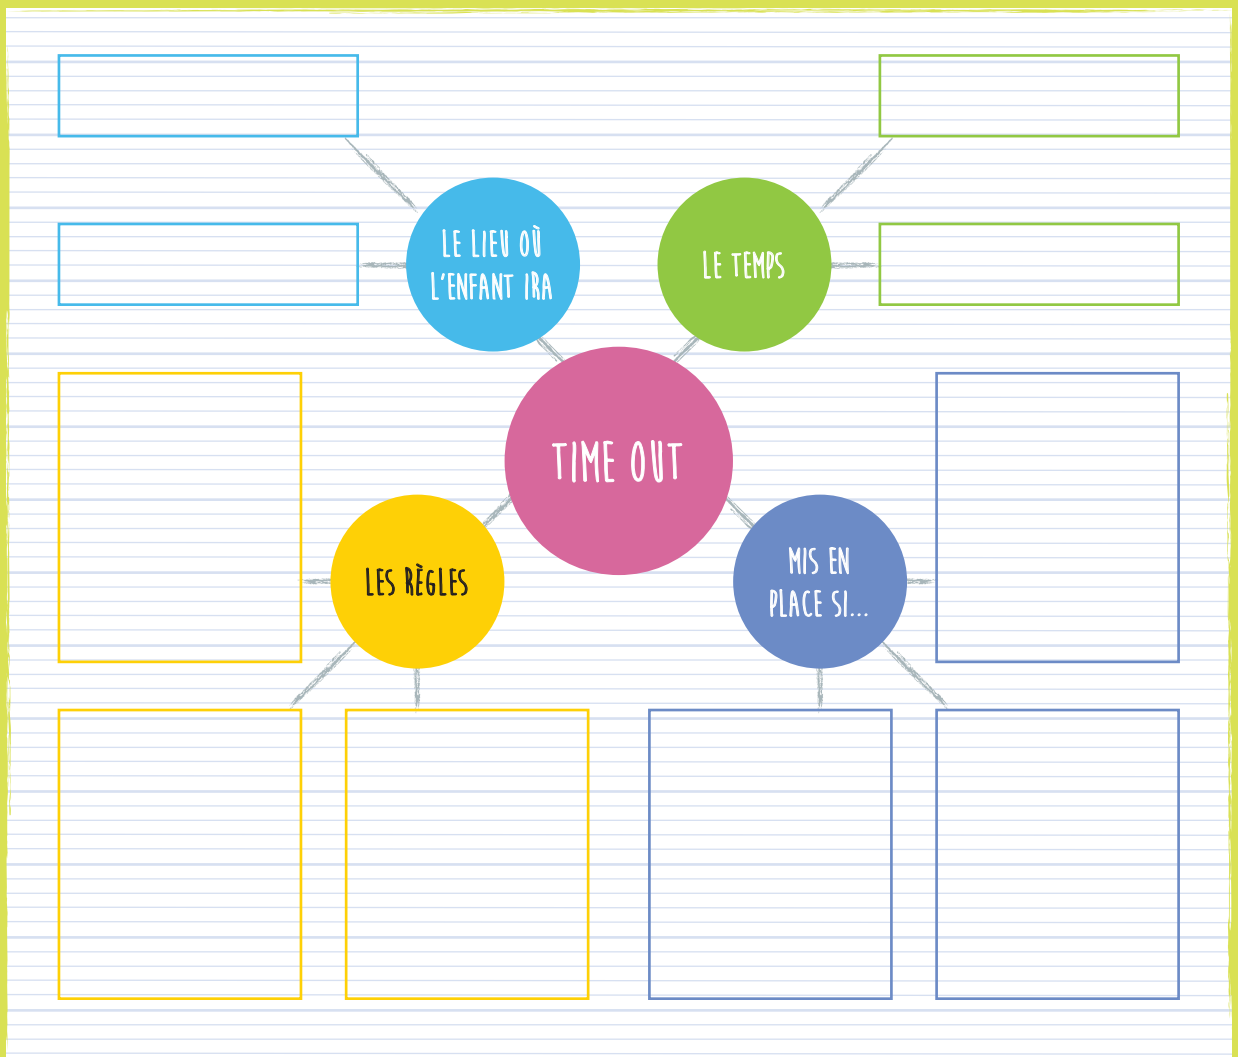 LE LIEU OÙ
L'ENFANT IRA
LE TEMPS
TIME OUT
LES RÈGLES
MIS EN
PLACE SI...